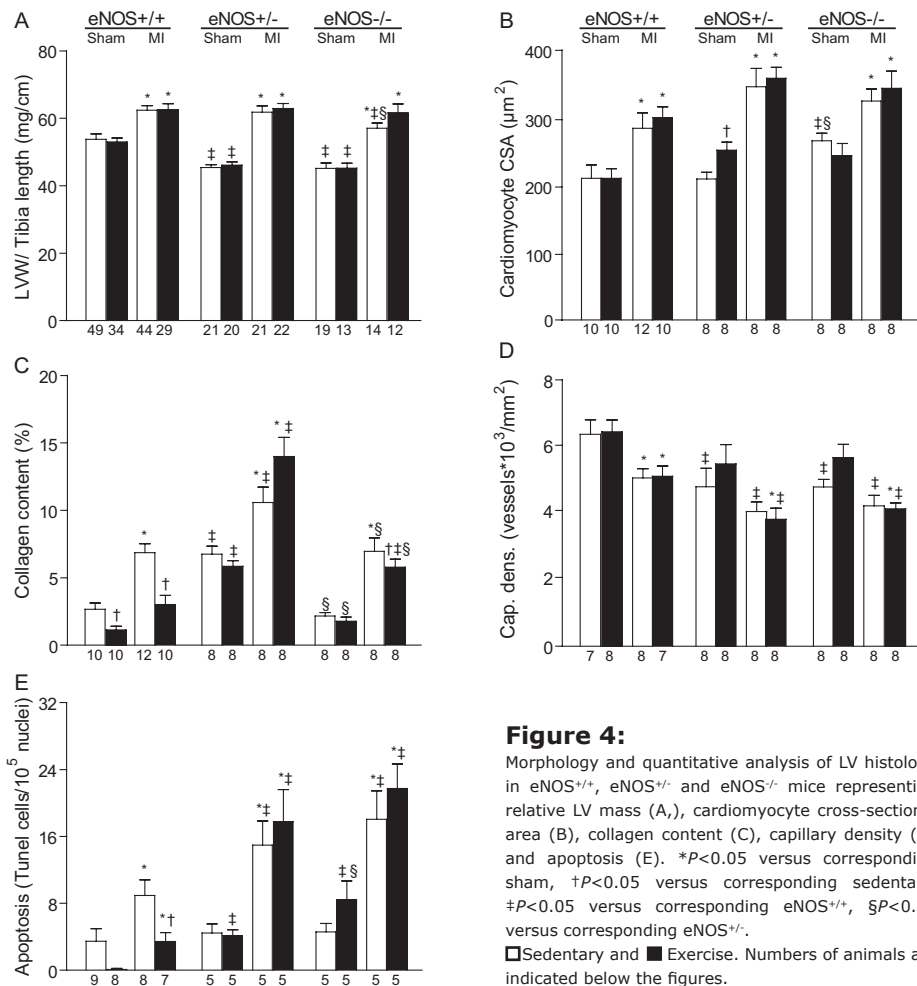 A
eNOS+/+ eNOS+/- eNOS-/-
Sham MI Sham MI Sham MI
LVW/ Tibia length (mg/cm)
80
60
40
20
0
* * * * *‡§ *
‡ ‡ ‡ ‡
49 34 44 29 21 20 21 22 19 13 14 12
B
eNOS+/+ eNOS+/- eNOS-/-
Sham MI Sham MI Sham MI
Cardiomyocyte CSA (µm²)
400
300
200
100
0
* * † * * ‡§ * *
10 10 12 10 8 8 8 8 8 8 8 8
C
Collagen content (%)
20
15
10
5
0
† * † ‡ ‡ *‡ *‡ § § *§ †‡§
10 10 12 10 8 8 8 8 8 8 8 8
D
Cap. dens. (vessels*10^3/mm²)
8
6
4
2
0
* * ‡ ‡ *‡ ‡ ‡ *‡
7 8 8 7 8 8 8 8 8 8 8 8
E
Apoptosis (Tunel cells/10^5 nuclei)
32
24
16
8
0
* *† ‡ *‡ *‡ ‡§ *‡ *‡
9 8 8 7 5 5 5 5 5 5 5 5
Figure 4:
Morphology and quantitative analysis of LV histolo
in eNOS+/+, eNOS+/- and eNOS-/- mice representi
relative LV mass (A,), cardiomyocyte cross-section
area (B), collagen content (C), capillary density (
and apoptosis (E). *P<0.05 versus correspondi
sham, †P<0.05 versus corresponding sedenta
‡P<0.05 versus corresponding eNOS+/+, §P<0.
versus corresponding eNOS+/-.
□Sedentary and ■ Exercise. Numbers of animals a
indicated below the figures.